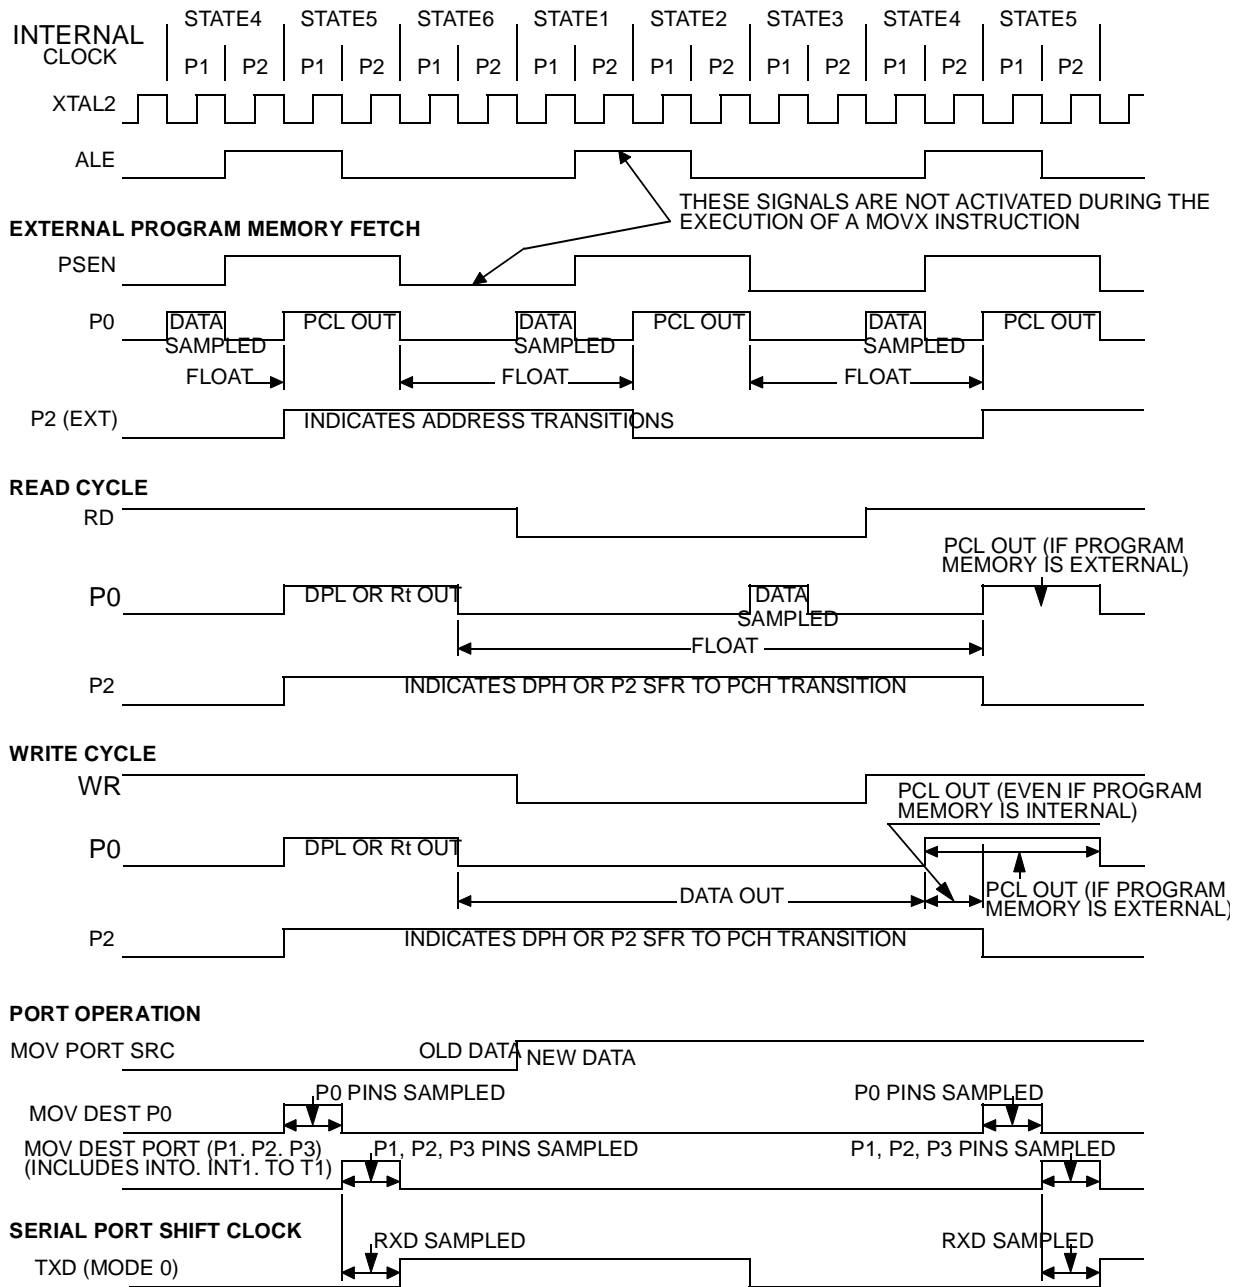 INTERNAL
CLOCK
STATE4 STATE5 STATE6 STATE1 STATE2 STATE3 STATE4 STATE5
P1 P2 P1 P2 P1 P2 P1 P2 P1 P2 P1 P2 P1 P2 P1 P2
XTAL2
ALE
THESE SIGNALS ARE NOT ACTIVATED DURING THE
EXECUTION OF A MOVX INSTRUCTION
EXTERNAL PROGRAM MEMORY FETCH
PSEN
P0 DATA PCL OUT DATA PCL OUT DATA PCL OUT
SAMPLED SAMPLED SAMPLED
FLOAT FLOAT FLOAT
P2 (EXT) INDICATES ADDRESS TRANSITIONS
READ CYCLE
RD
PCL OUT (IF PROGRAM
MEMORY IS EXTERNAL)
P0 DPL OR Rt OUT DATA
SAMPLED
FLOAT
P2 INDICATES DPH OR P2 SFR TO PCH TRANSITION
WRITE CYCLE
WR
PCL OUT (EVEN IF PROGRAM
MEMORY IS INTERNAL)
P0 DPL OR Rt OUT
DATA OUT
PCL OUT (IF PROGRAM
MEMORY IS EXTERNAL)
P2 INDICATES DPH OR P2 SFR TO PCH TRANSITION
PORT OPERATION
MOV PORT SRC OLD DATA NEW DATA
P0 PINS SAMPLED P0 PINS SAMPLED
MOV DEST P0
MOV DEST PORT (P1. P2. P3) P1, P2, P3 PINS SAMPLED P1, P2, P3 PINS SAMPLED
(INCLUDES INTO. INT1. TO T1)
SERIAL PORT SHIFT CLOCK
RXD SAMPLED RXD SAMPLED
TXD (MODE 0)